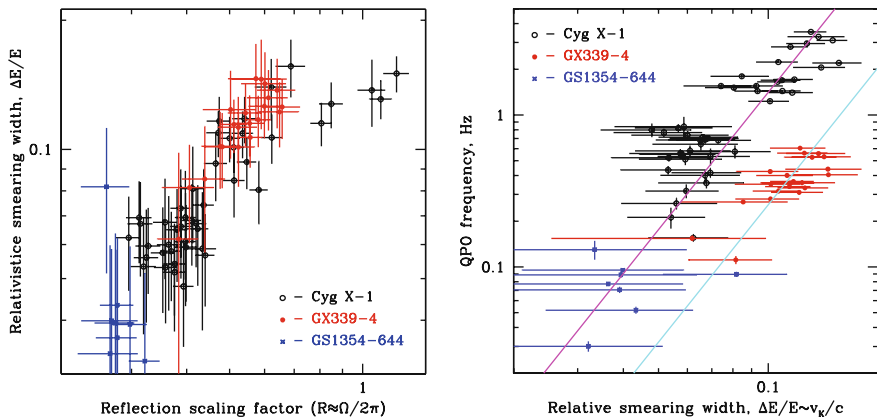 Relativistice smearing width, ΔE/E
0.1
Cyg X-1
GX339-4
GS1354-644
1
Reflection scaling factor (R≈Ω/2π)
QPO frequency, Hz
1
0.1
Cyg X-1
GX339-4
GS1354-644
0.1
Relative smearing width, ΔE/E~v_K/c